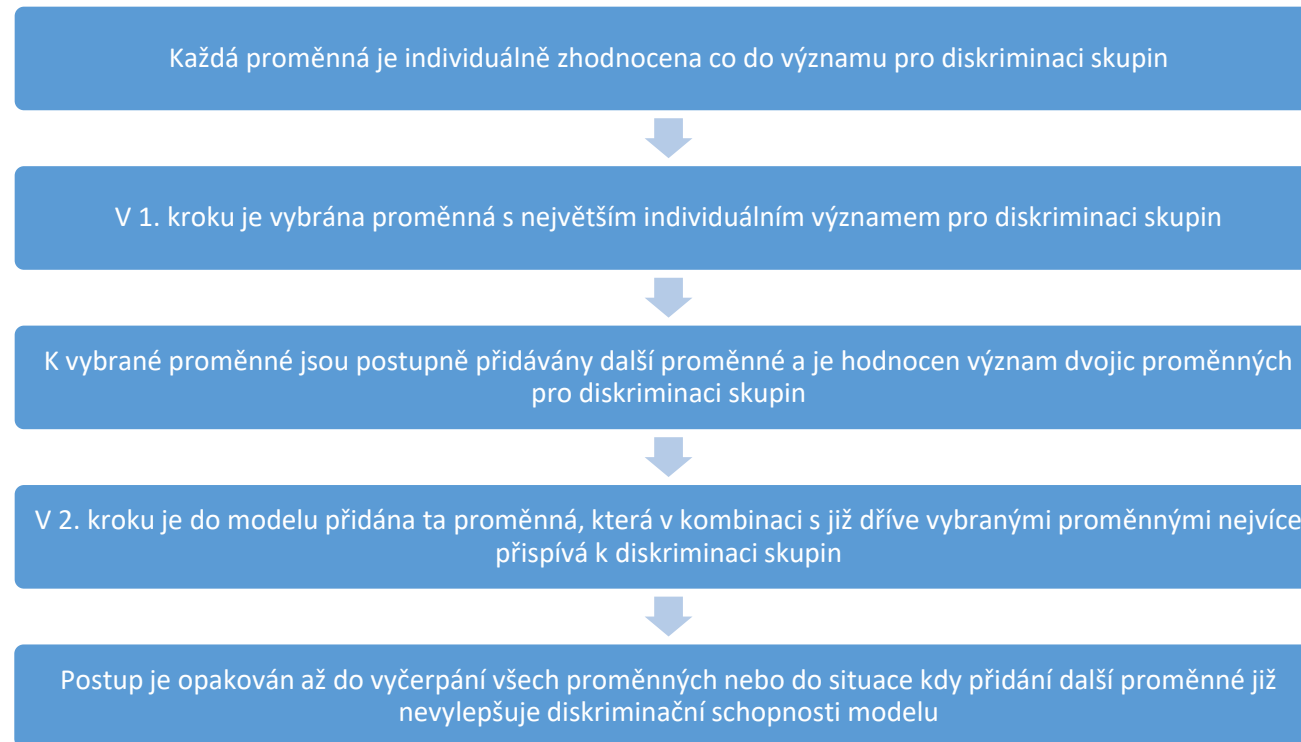 Každá proměnná je individuálně zhodnocena co do významu pro diskriminaci skupin
V 1. kroku je vybrána proměnná s největším individuálním významem pro diskriminaci skupin
K vybrané proměnné jsou postupně přidávány další proměnné a je hodnocen význam dvojic proměnných
pro diskriminaci skupin
V 2. kroku je do modelu přidána ta proměnná, která v kombinaci s již dříve vybranými proměnnými nejvíce
přispívá k diskriminaci skupin
Postup je opakován až do vyčerpání všech proměnných nebo do situace kdy přidání další proměnné již
nevylepšuje diskriminační schopnosti modelu